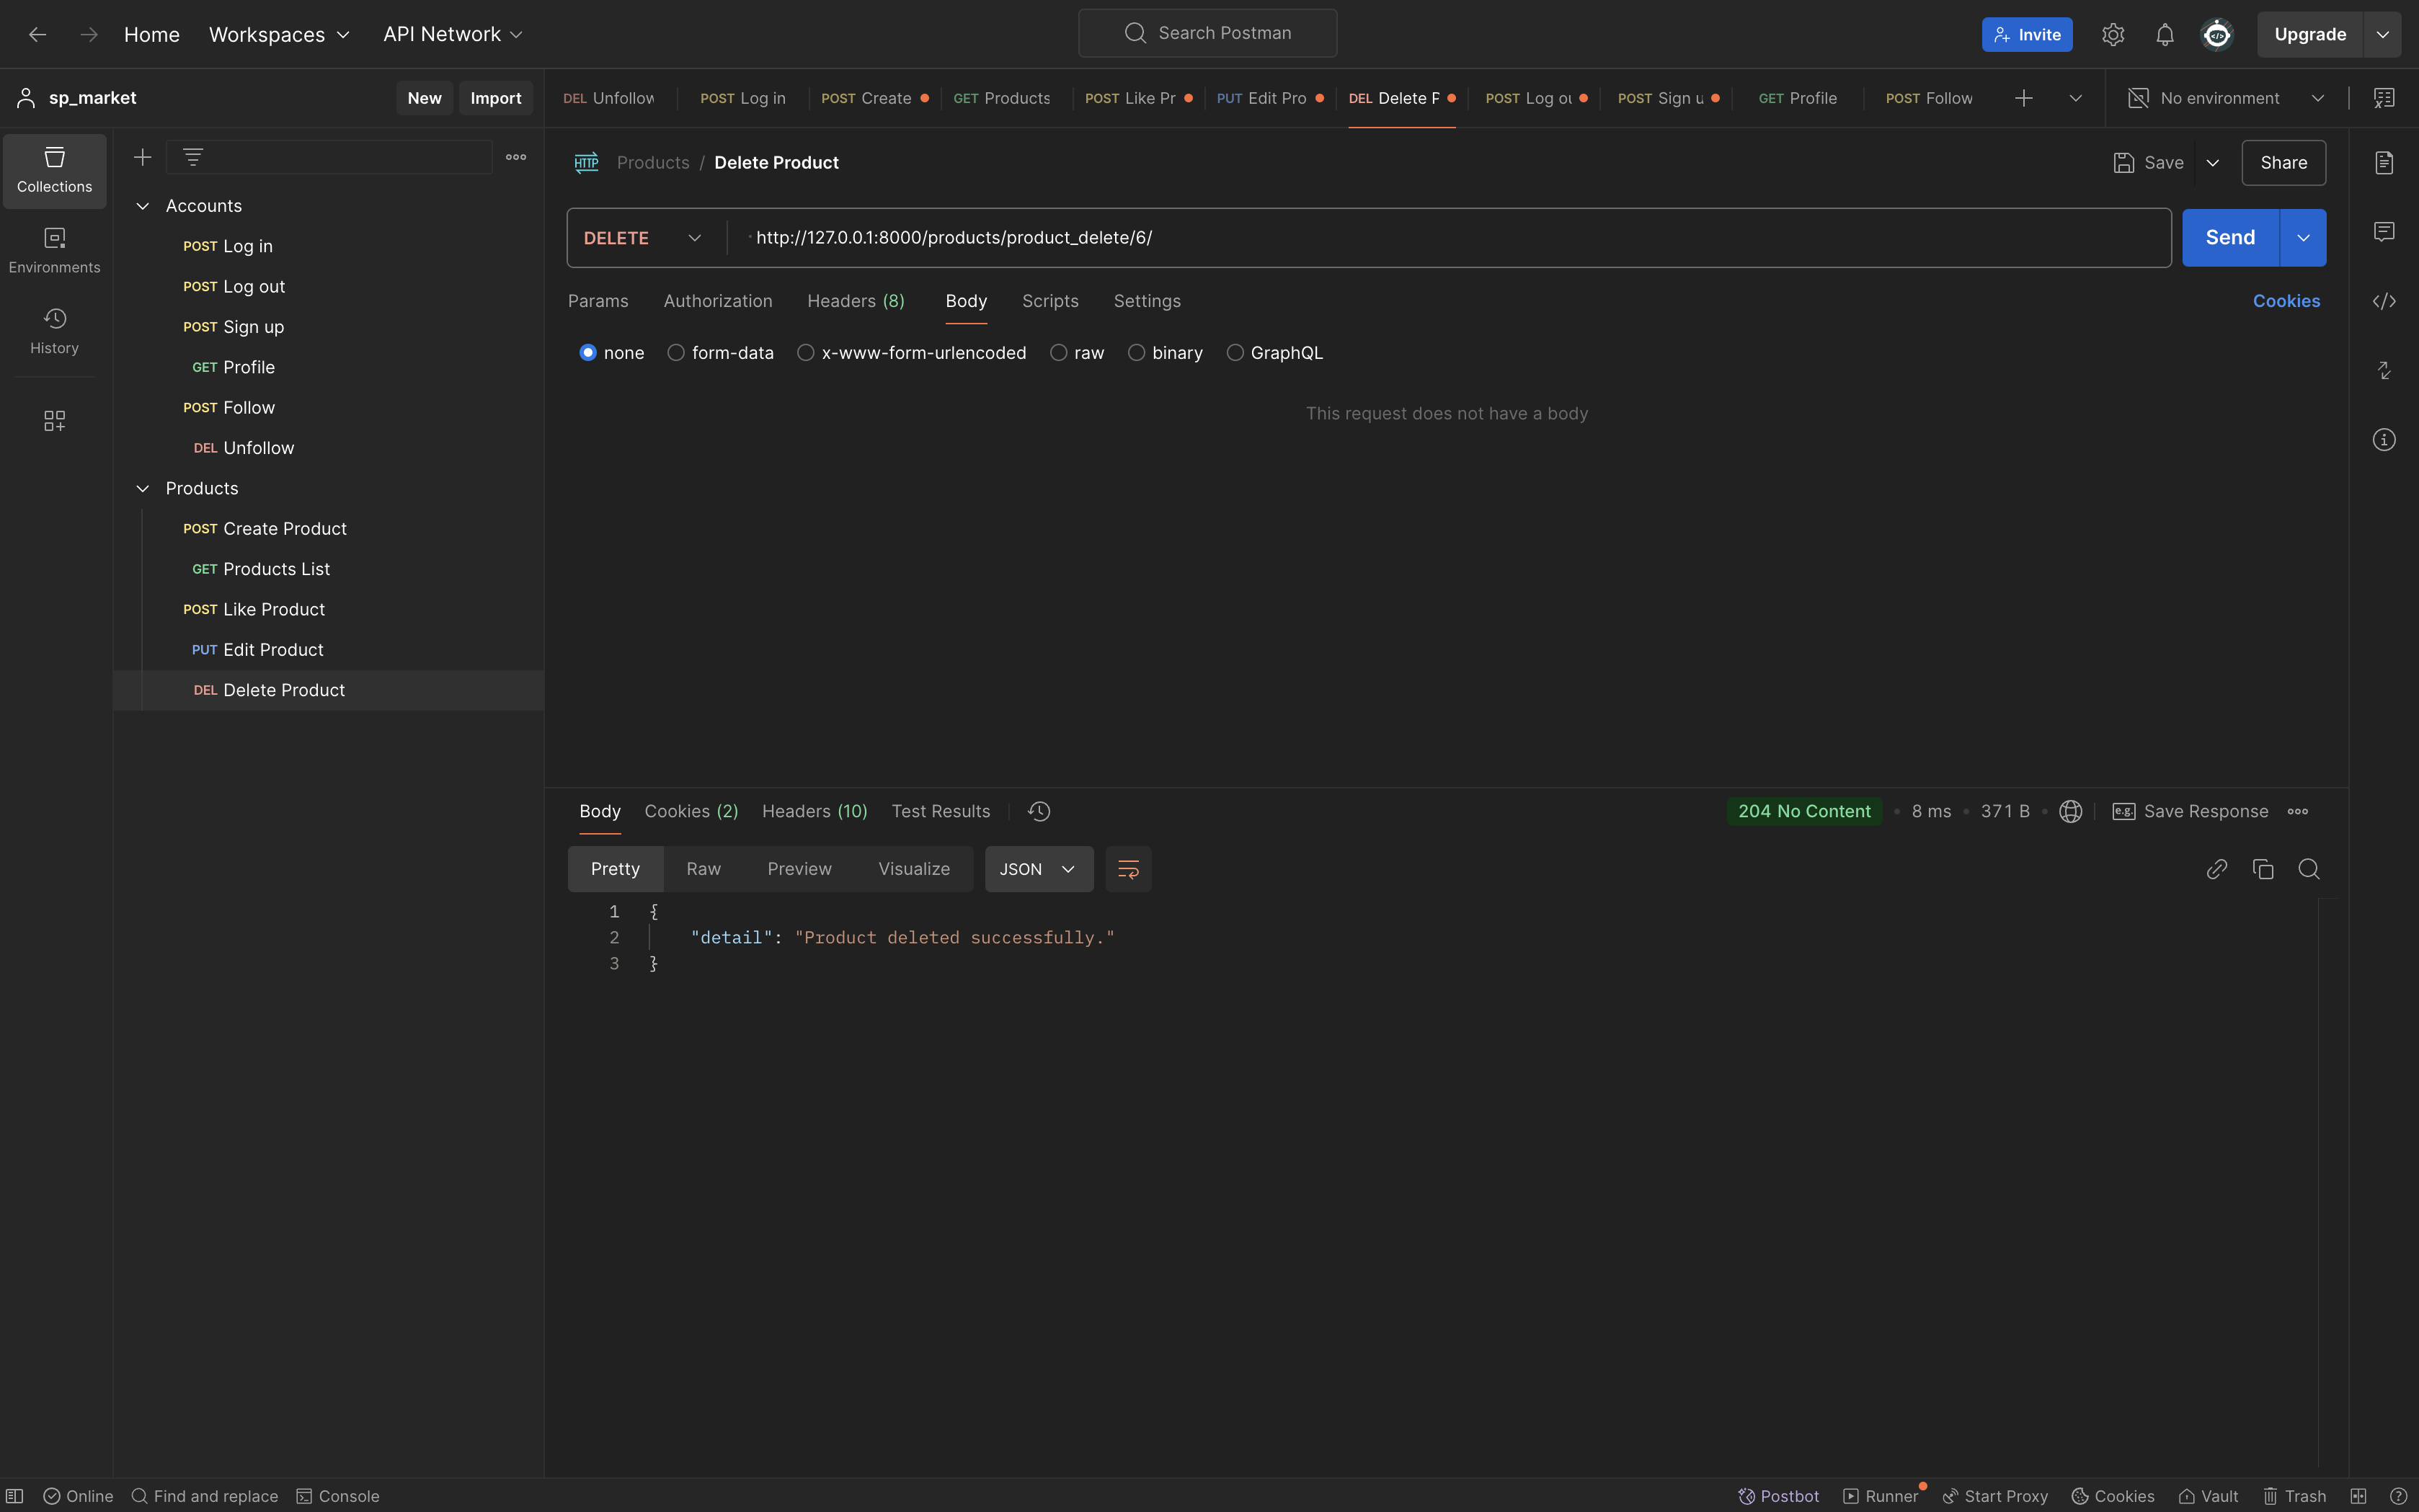 Home Workspaces API Network Search Postman Invite Upgrade
sp_market New Import
DEL Unfollow POST Log in POST Create GET Products POST Like Pr PUT Edit Pro DEL Delete P POST Log ou POST Sign u GET Profile POST Follow No environment
Collections
Environments
History
Accounts
POST Log in
POST Log out
POST Sign up
GET Profile
POST Follow
DEL Unfollow
Products
POST Create Product
GET Products List
POST Like Product
PUT Edit Product
DEL Delete Product
HTTP Products / Delete Product Save Share
DELETE http://127.0.0.1:8000/products/product_delete/6/ Send
Params Authorization Headers (8) Body Scripts Settings Cookies
none form-data x-www-form-urlencoded raw binary GraphQL
This request does not have a body
Body Cookies (2) Headers (10) Test Results 204 No Content • 8 ms • 371 B • e.g. Save Response
Pretty Raw Preview Visualize JSON
1 {
2 "detail": "Product deleted successfully."
3 }
Online Find and replace Console Postbot Runner Start Proxy Cookies Vault Trash